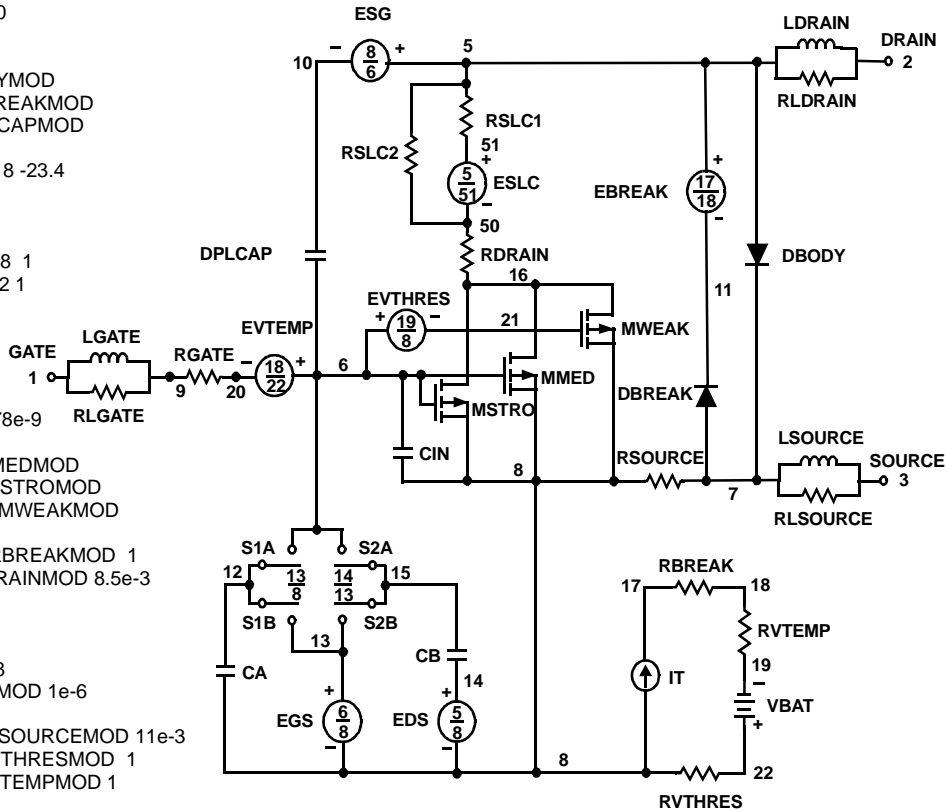 0
YMOD
REAKMOD
CAPMOD
8 -23.4
8 1
2 1
78e-9
MEDMOD
STROMOD
MWEAKMOD
RBREAKMOD 1
RAINMOD 8.5e-3
3
MOD 1e-6
SOURCEMOD 11e-3
THRESMOD 1
TEMPMOD 1
ESG
LDRAIN
DRAIN
10
−
8
6
+
5
2
RLDRAIN
RSLC1
51
RSLC2
+
5
51
ESLC
−
50
EBREAK
+
17
18
−
DPLCAP
RDRAIN
16
DBODY
EVTHRES
+
19
8
−
21
MWEAK
11
EVTEMP
LGATE
GATE
1
RGATE
9
20
−
18
22
+
6
RLGATE
MMED
MSTRO
DBREAK
CIN
8
RSOURCE
7
LSOURCE
SOURCE
3
RLSOURCE
S1A
S2A
12
13
8
14
13
15
S1B
S2B
13
CA
CB
14
+
EGS
6
8
−
+
EDS
5
8
−
8
RBREAK
17
18
RVTEMP
19
−
IT
VBAT
+
22
RVTHRES